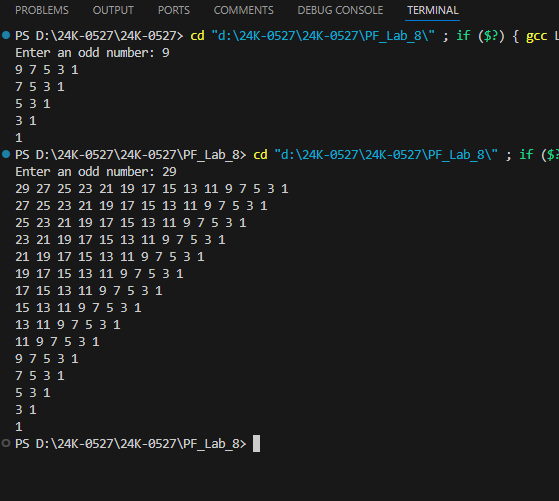 PROBLEMS OUTPUT PORTS COMMENTS DEBUG CONSOLE TERMINAL
PS D:\24K-0527\24K-0527> cd "d:\24K-0527\24K-0527\PF_Lab_8\" ; if ($?) { gcc L
Enter an odd number: 9
9 7 5 3 1
7 5 3 1
5 3 1
3 1
1
PS D:\24K-0527\24K-0527\PF_Lab_8> cd "d:\24K-0527\24K-0527\PF_Lab_8\" ; if ($?
Enter an odd number: 29
29 27 25 23 21 19 17 15 13 11 9 7 5 3 1
27 25 23 21 19 17 15 13 11 9 7 5 3 1
25 23 21 19 17 15 13 11 9 7 5 3 1
23 21 19 17 15 13 11 9 7 5 3 1
21 19 17 15 13 11 9 7 5 3 1
19 17 15 13 11 9 7 5 3 1
17 15 13 11 9 7 5 3 1
15 13 11 9 7 5 3 1
13 11 9 7 5 3 1
11 9 7 5 3 1
9 7 5 3 1
7 5 3 1
5 3 1
3 1
1
PS D:\24K-0527\24K-0527\PF_Lab_8>